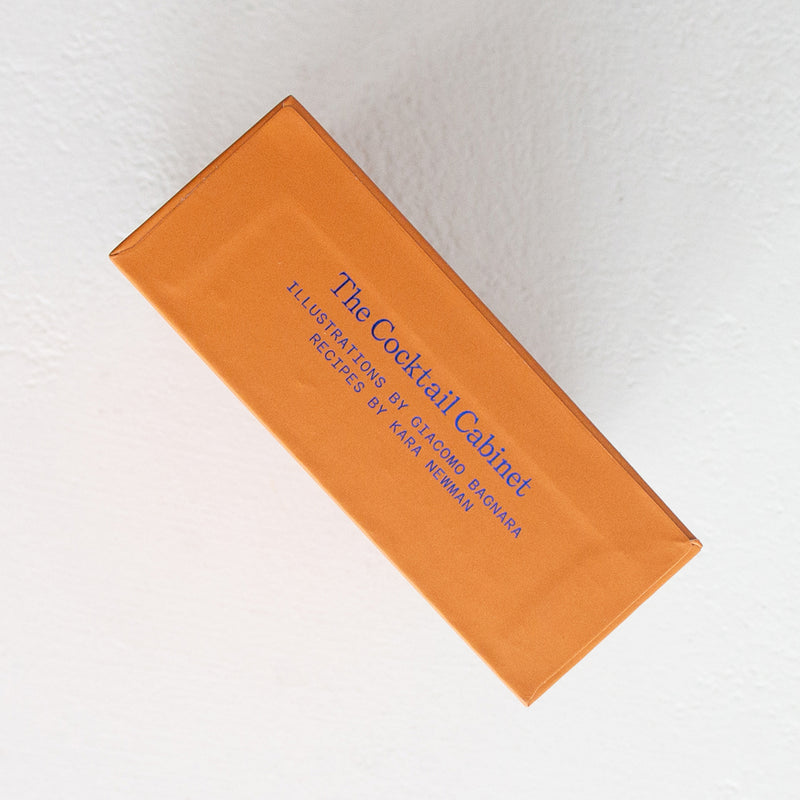 The Cocktail Cabinet
ILLUSTRATIONS BY GIACOMO BAGNARA
RECIPES BY KARA NEWMAN